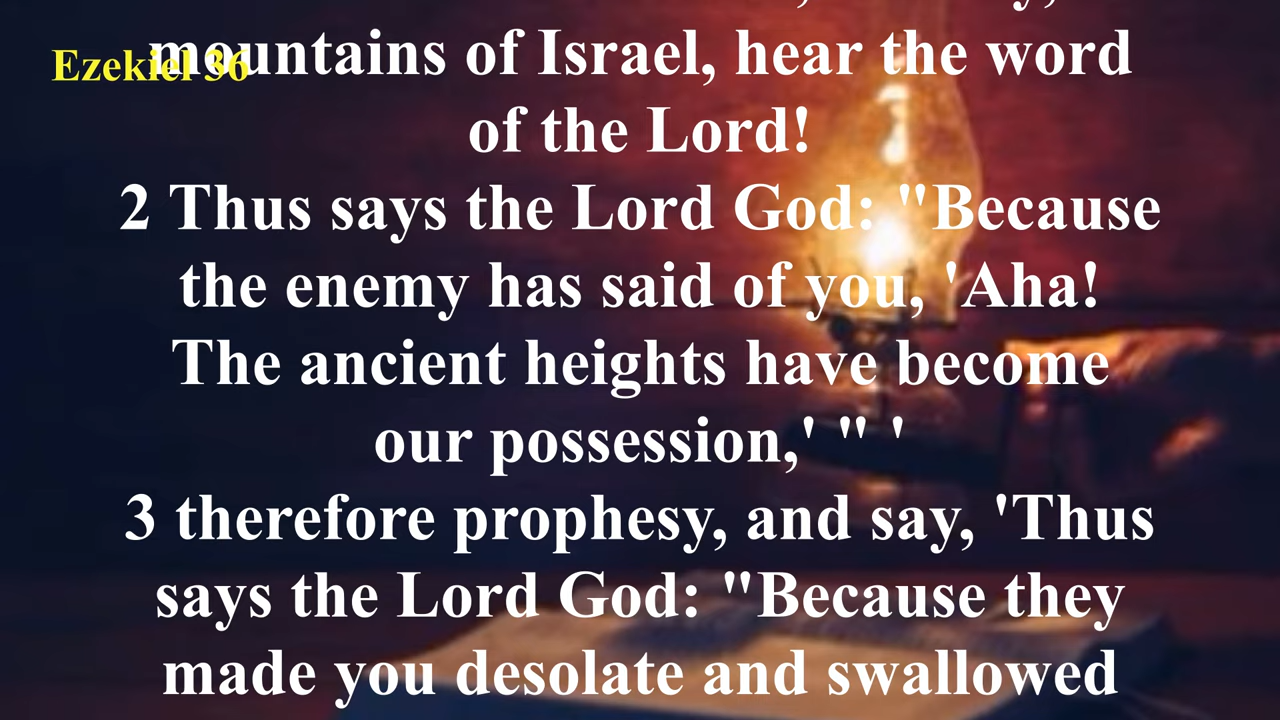 Ezekiel 36
mountains of Israel, hear the word
of the Lord!
2 Thus says the Lord God: "Because
the enemy has said of you, 'Aha!
The ancient heights have become
our possession,' " '
3 therefore prophesy, and say, 'Thus
says the Lord God: "Because they
made you desolate and swallowed